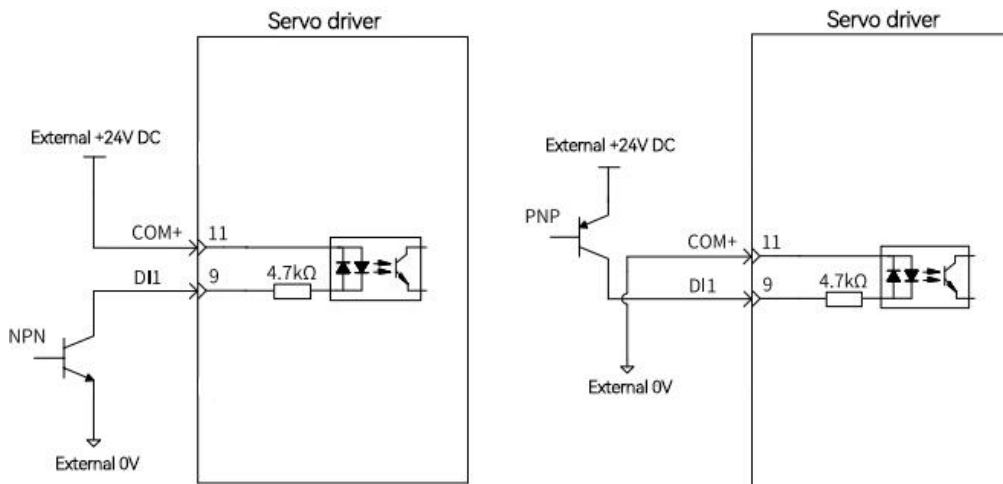 Servo driver
External +24V DC
COM+ 11
DI1 9 4.7kΩ
NPN
External 0V
Servo driver
External +24V DC
PNP
COM+ 11
DI1 9 4.7kΩ
External 0V